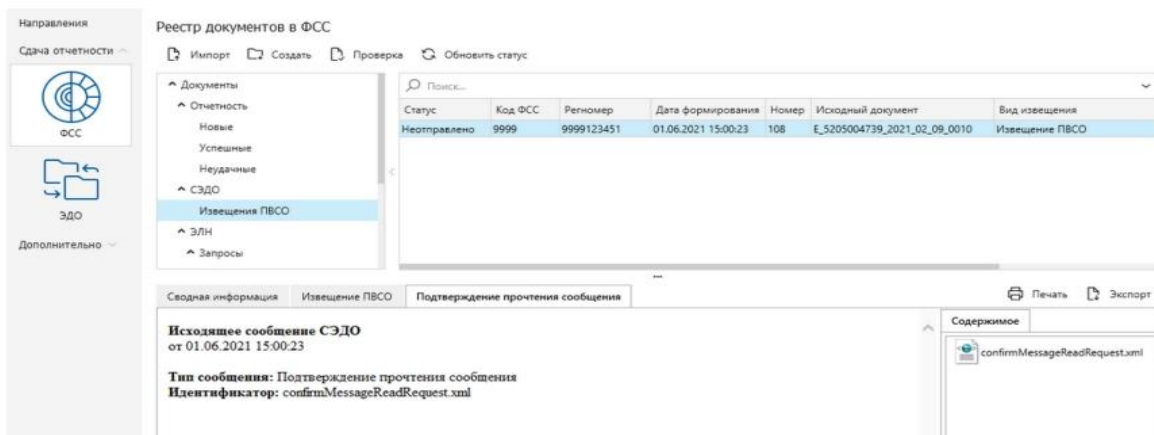 Направления
Сдача отчетности
ФСС
ЭДО
Дополнительно
Реестр документов в ФСС
Импорт Создать Проверка Обновить статус
Документы
Отчетность
Новые
Успешные
Неудачные
СЭДО
Извещения ПВСО
ЭЛН
Запросы
Поиск...
Статус Код ФСС Регномер Дата формирования Номер Исходный документ Вид извещения
Неотправлено 9999 9999123451 01.06.2021 15:00:23 108 E_5205004739_2021_02_09_0010 Извещение ПВСО
Сводная информация Извещение ПВСО Подтверждение прочтения сообщения
Печать Экспорт
Исходящее сообщение СЭДО
от 01.06.2021 15:00:23
Тип сообщения: Подтверждение прочтения сообщения
Идентификатор: confirmMessageReadRequest.xml
Содержимое
confirmMessageReadRequest.xml